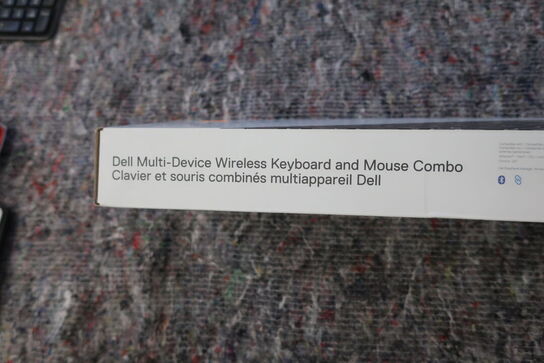 Dell Multi-Device Wireless Keyboard and Mouse Combo
Clavier et souris combinés multiappareil Dell